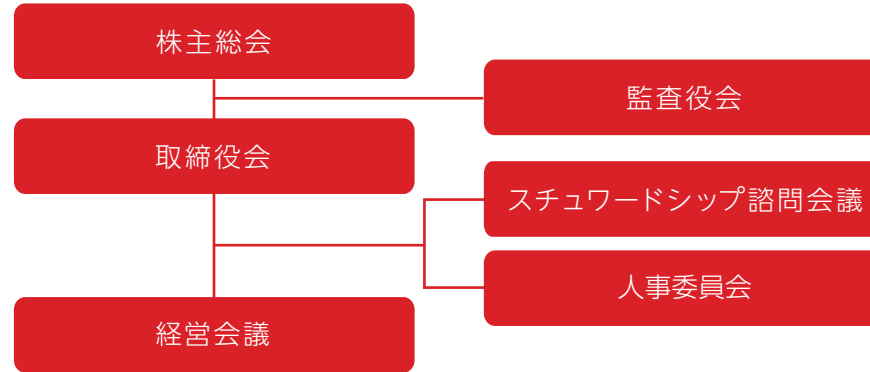 株主総会
監査役会
取締役会
スチュワードシップ諮問会議
人事委員会
経営会議